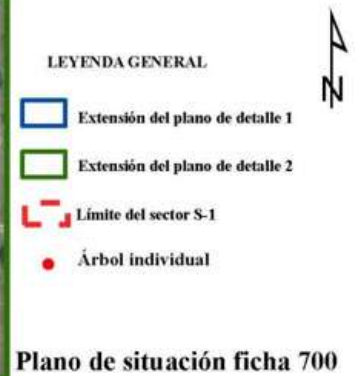 N
LEYENDA GENERAL
Extensión del plano de detalle 1
Extensión del plano de detalle 2
Límite del sector S-1
Árbol individual
Plano de situación ficha 700